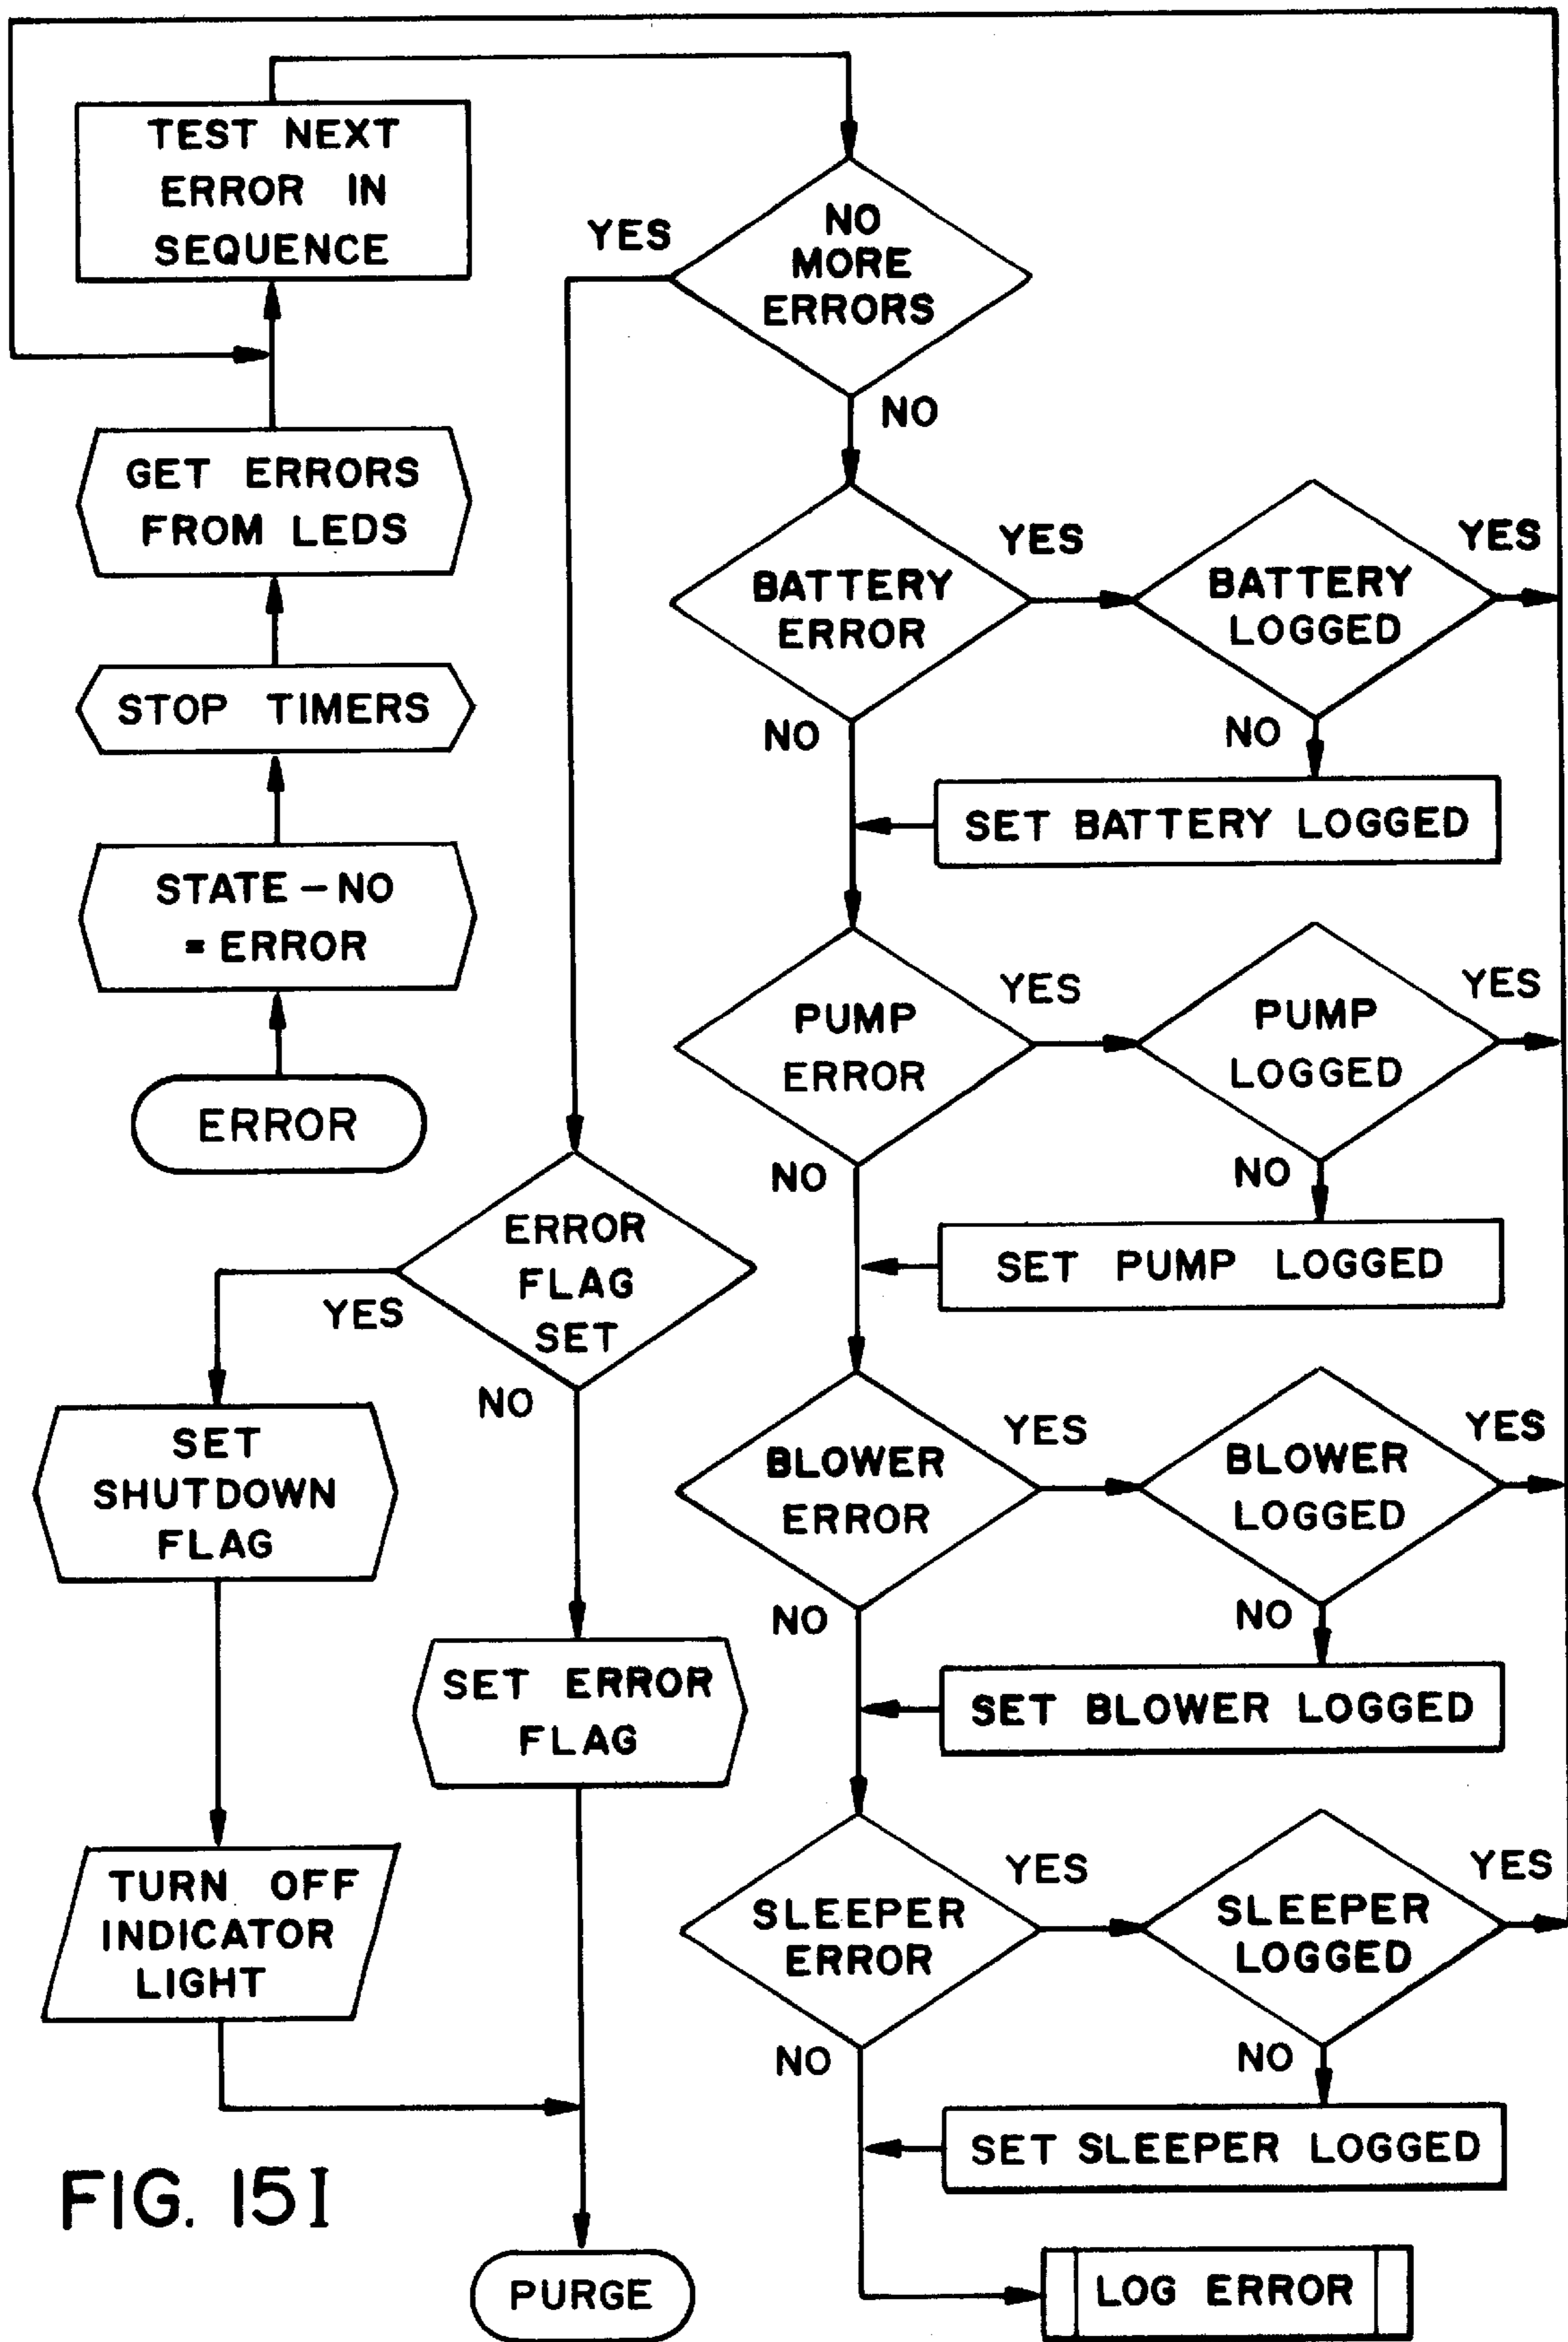 TEST NEXT
ERROR IN
SEQUENCE
NO
MORE
ERRORS
YES
NO
GET ERRORS
FROM LEDS
BATTERY
ERROR
YES
NO
BATTERY
LOGGED
YES
NO
SET BATTERY LOGGED
STOP TIMERS
STATE – NO
= ERROR
ERROR
PUMP
ERROR
YES
NO
PUMP
LOGGED
YES
NO
SET PUMP LOGGED
ERROR
FLAG
SET
YES
NO
SET
SHUTDOWN
FLAG
BLOWER
ERROR
YES
NO
BLOWER
LOGGED
YES
NO
SET BLOWER LOGGED
SET ERROR
FLAG
TURN OFF
INDICATOR
LIGHT
SLEEPER
ERROR
YES
NO
SLEEPER
LOGGED
YES
NO
SET SLEEPER LOGGED
FIG. 15I
PURGE
LOG ERROR